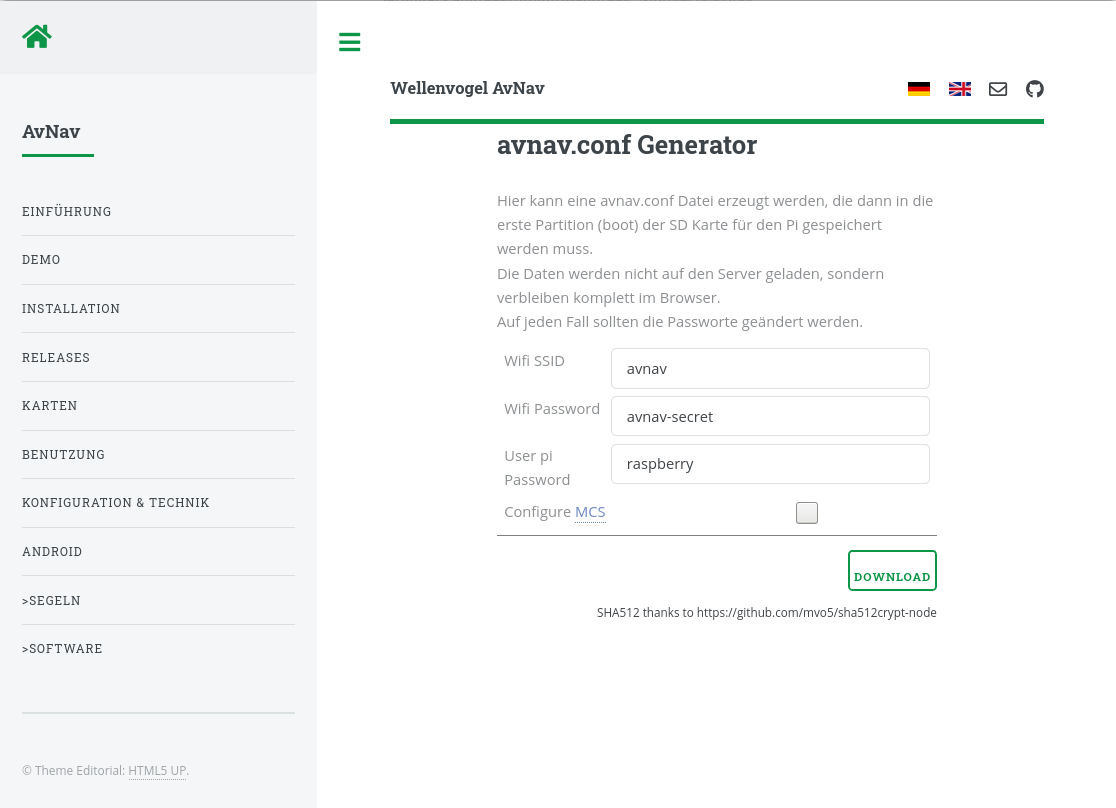 AvNav
EINFÜHRUNG
DEMO
INSTALLATION
RELEASES
KARTEN
BENUTZUNG
KONFIGURATION & TECHNIK
ANDROID
>SEGELN
>SOFTWARE
© Theme Editorial: HTML5 UP.
Wellenvogel AvNav
avnav.conf Generator
Hier kann eine avnav.conf Datei erzeugt werden, die dann in die
erste Partition (boot) der SD Karte für den Pi gespeichert
werden muss.
Die Daten werden nicht auf den Server geladen, sondern
verbleiben komplett im Browser.
Auf jeden Fall sollten die Passworte geändert werden.
Wifi SSID avnav
Wifi Password avnav-secret
User pi
Password raspberry
Configure MCS
DOWNLOAD
SHA512 thanks to https://github.com/mvo5/sha512crypt-node